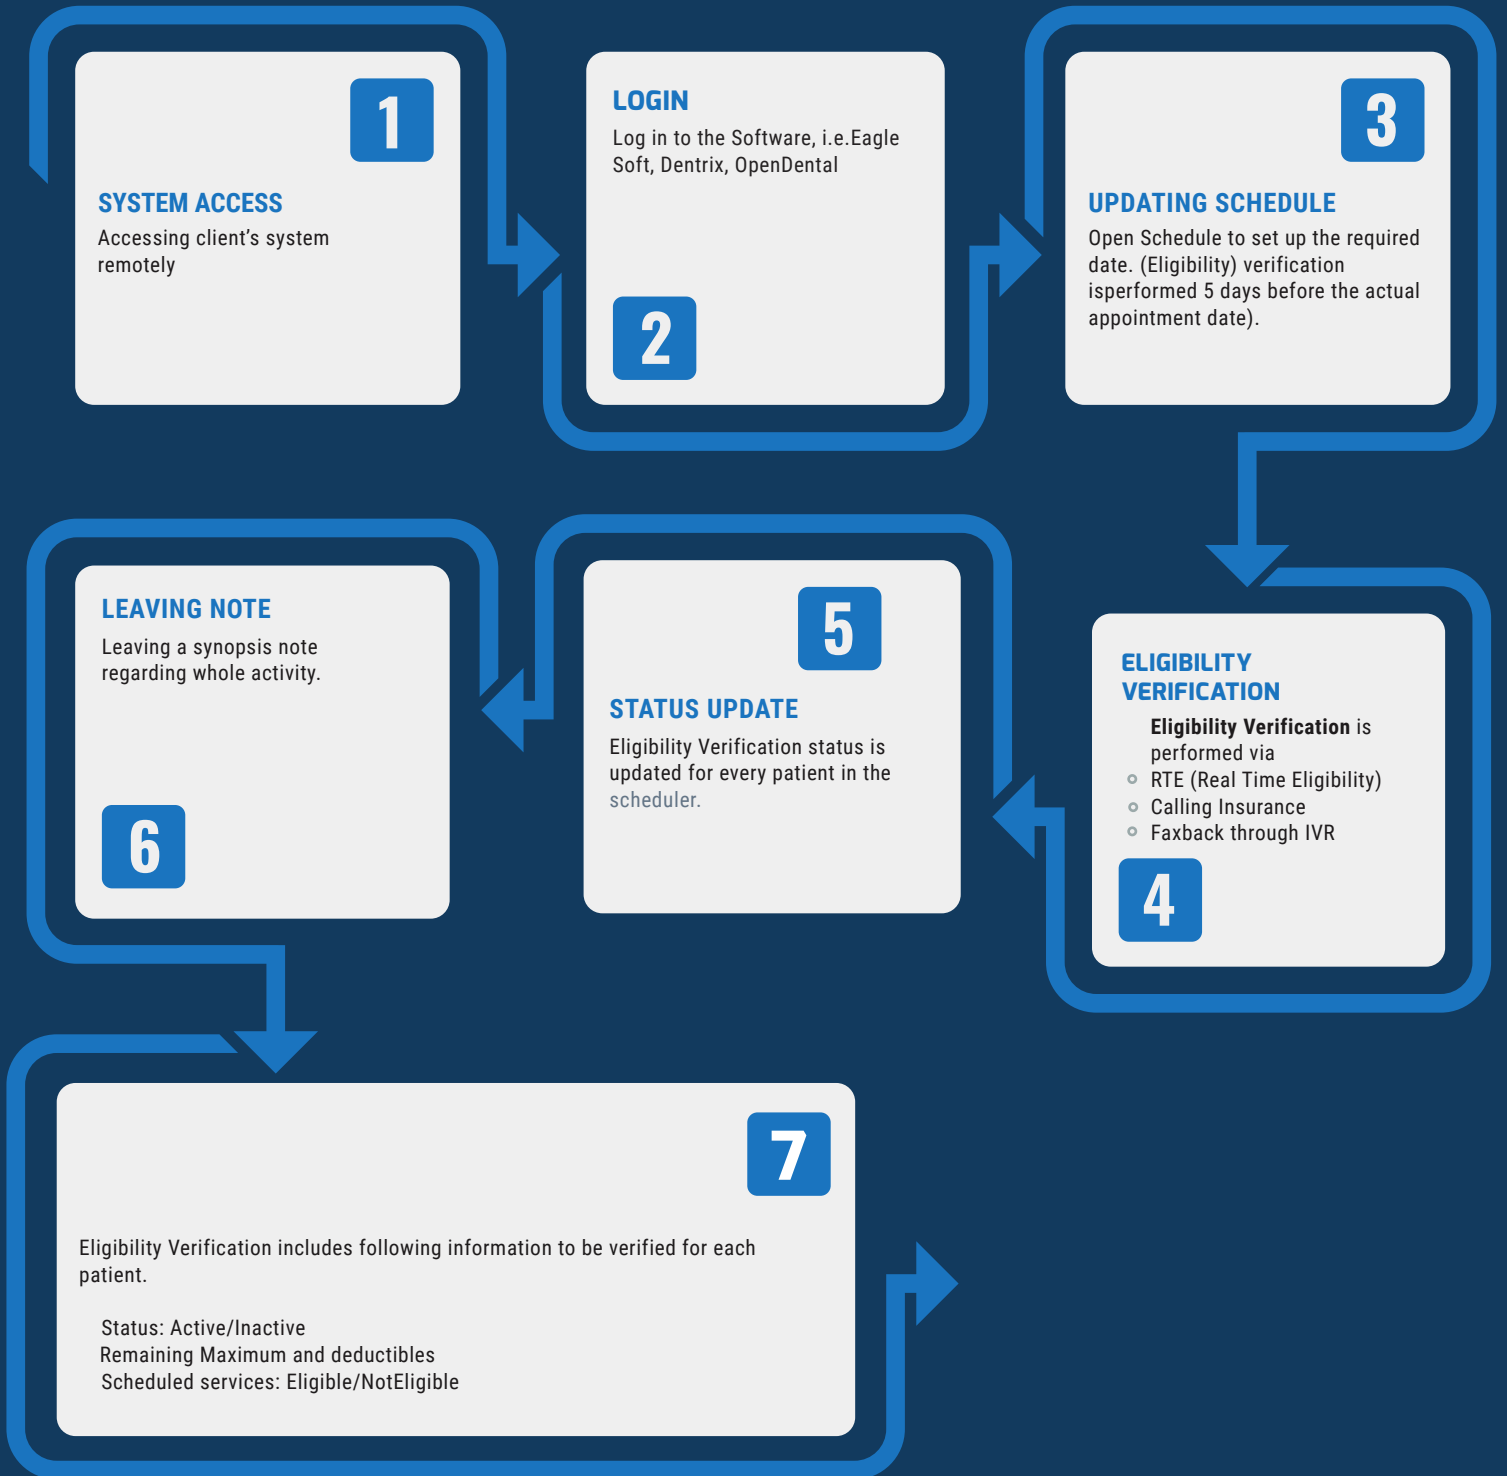 1
SYSTEM ACCESS
Accessing client’s system
remotely
LOGIN
Log in to the Software, i.e.Eagle
Soft, Dentrix, OpenDental
2
3
UPDATING SCHEDULE
Open Schedule to set up the required
date. (Eligibility) verification
isperformed 5 days before the actual
appointment date).
ELIGIBILITY
VERIFICATION
Eligibility Verification is
performed via
RTE (Real Time Eligibility)
Calling Insurance
Faxback through IVR
4
5
STATUS UPDATE
Eligibility Verification status is
updated for every patient in the
scheduler.
LEAVING NOTE
Leaving a synopsis note
regarding whole activity.
6
7
Eligibility Verification includes following information to be verified for each
patient.
Status: Active/Inactive
Remaining Maximum and deductibles
Scheduled services: Eligible/NotEligible